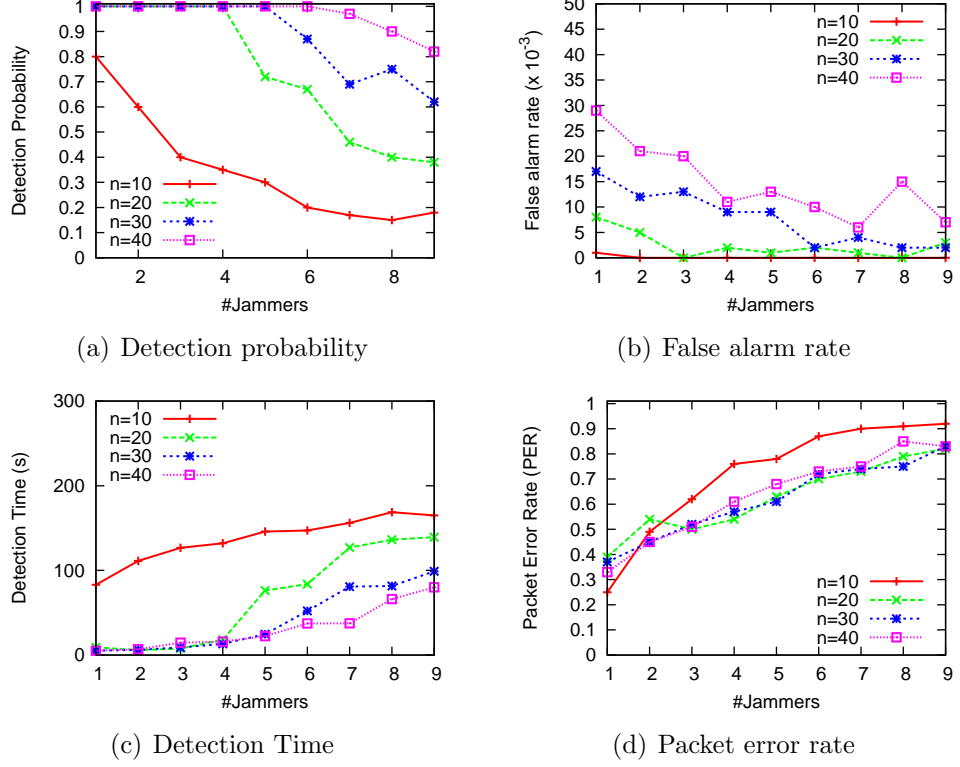 1
0.9
0.8
0.7
0.6
0.5
0.4
0.3
0.2
0.1
0
2
4
6
8
Detection Probability
#Jammers
n=10
n=20
n=30
n=40
(a) Detection probability
50
45
40
35
30
25
20
15
10
5
0
1 2 3 4 5 6 7 8 9
False alarm rate (x 10^-3)
#Jammers
n=10
n=20
n=30
n=40
(b) False alarm rate
300
200
100
0
1 2 3 4 5 6 7 8 9
Detection Time (s)
#Jammers
n=10
n=20
n=30
n=40
(c) Detection Time
1
0.9
0.8
0.7
0.6
0.5
0.4
0.3
0.2
0.1
0
1 2 3 4 5 6 7 8 9
Packet Error Rate (PER)
#Jammers
n=10
n=20
n=30
n=40
(d) Packet error rate